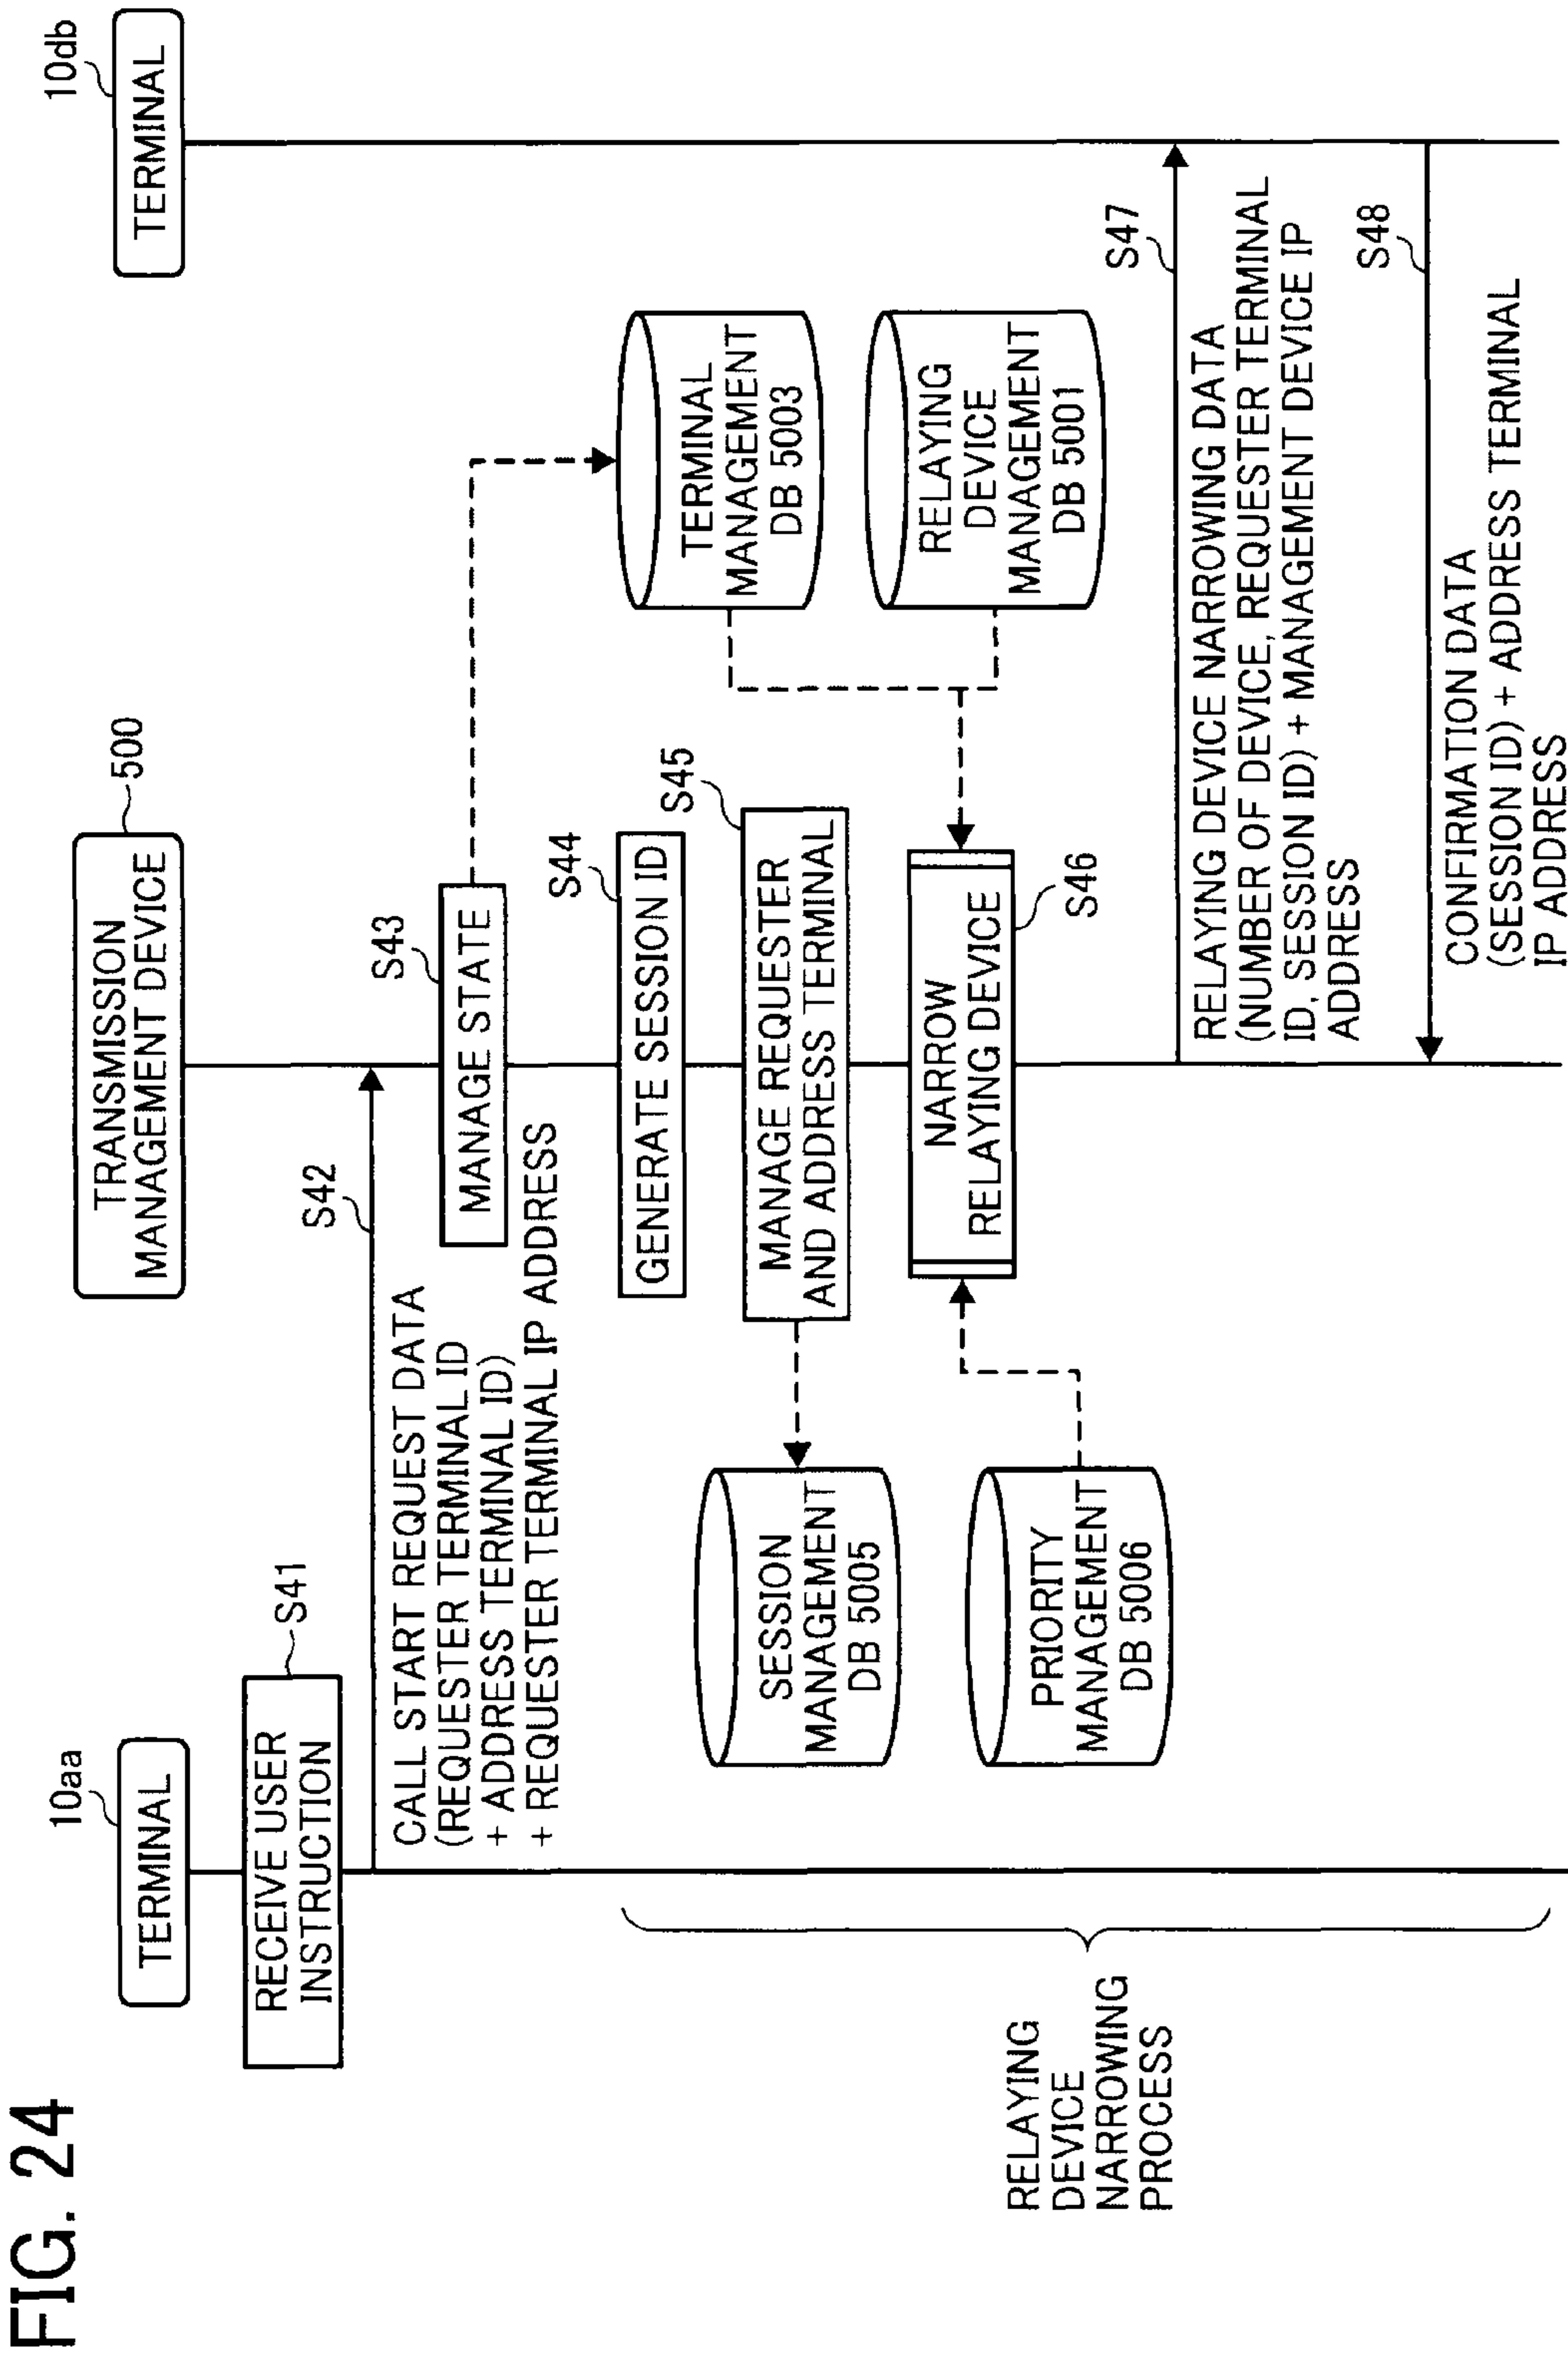 FIG. 24
10aa
TERMINAL
500
TRANSMISSION
MANAGEMENT DEVICE
10db
TERMINAL
RECEIVE USER
INSTRUCTION
S41
S42
CALL START REQUEST DATA
(REQUESTER TERMINAL ID
+ ADDRESS TERMINAL ID)
+ REQUESTER TERMINAL IP ADDRESS
S43
MANAGE STATE
S44
GENERATE SESSION ID
TERMINAL
MANAGEMENT
DB 5003
S45
MANAGE REQUESTER
AND ADDRESS TERMINAL
SESSION
MANAGEMENT
DB 5005
RELAYING
DEVICE
MANAGEMENT
DB 5001
NARROW
RELAYING DEVICE
S46
PRIORITY
MANAGEMENT
DB 5006
RELAYING
DEVICE
NARROWING
PROCESS
S47
RELAYING DEVICE NARROWING DATA
(NUMBER OF DEVICE, REQUESTER TERMINAL
ID, SESSION ID) + MANAGEMENT DEVICE IP
ADDRESS
S48
CONFIRMATION DATA
(SESSION ID) + ADDRESS TERMINAL
IP ADDRESS